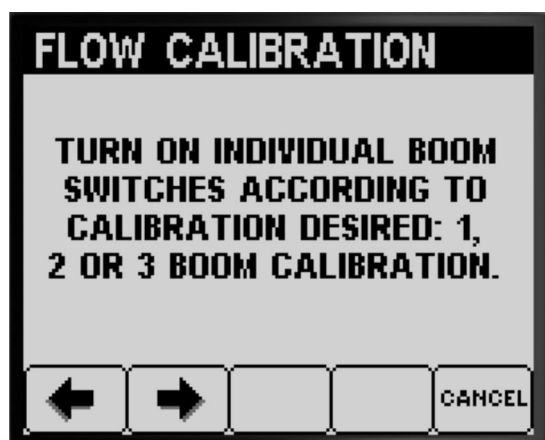 FLOW CALIBRATION
TURN ON INDIVIDUAL BOOM
SWITCHES ACCORDING TO
CALIBRATION DESIRED: 1,
2 OR 3 BOOM CALIBRATION.
CANCEL